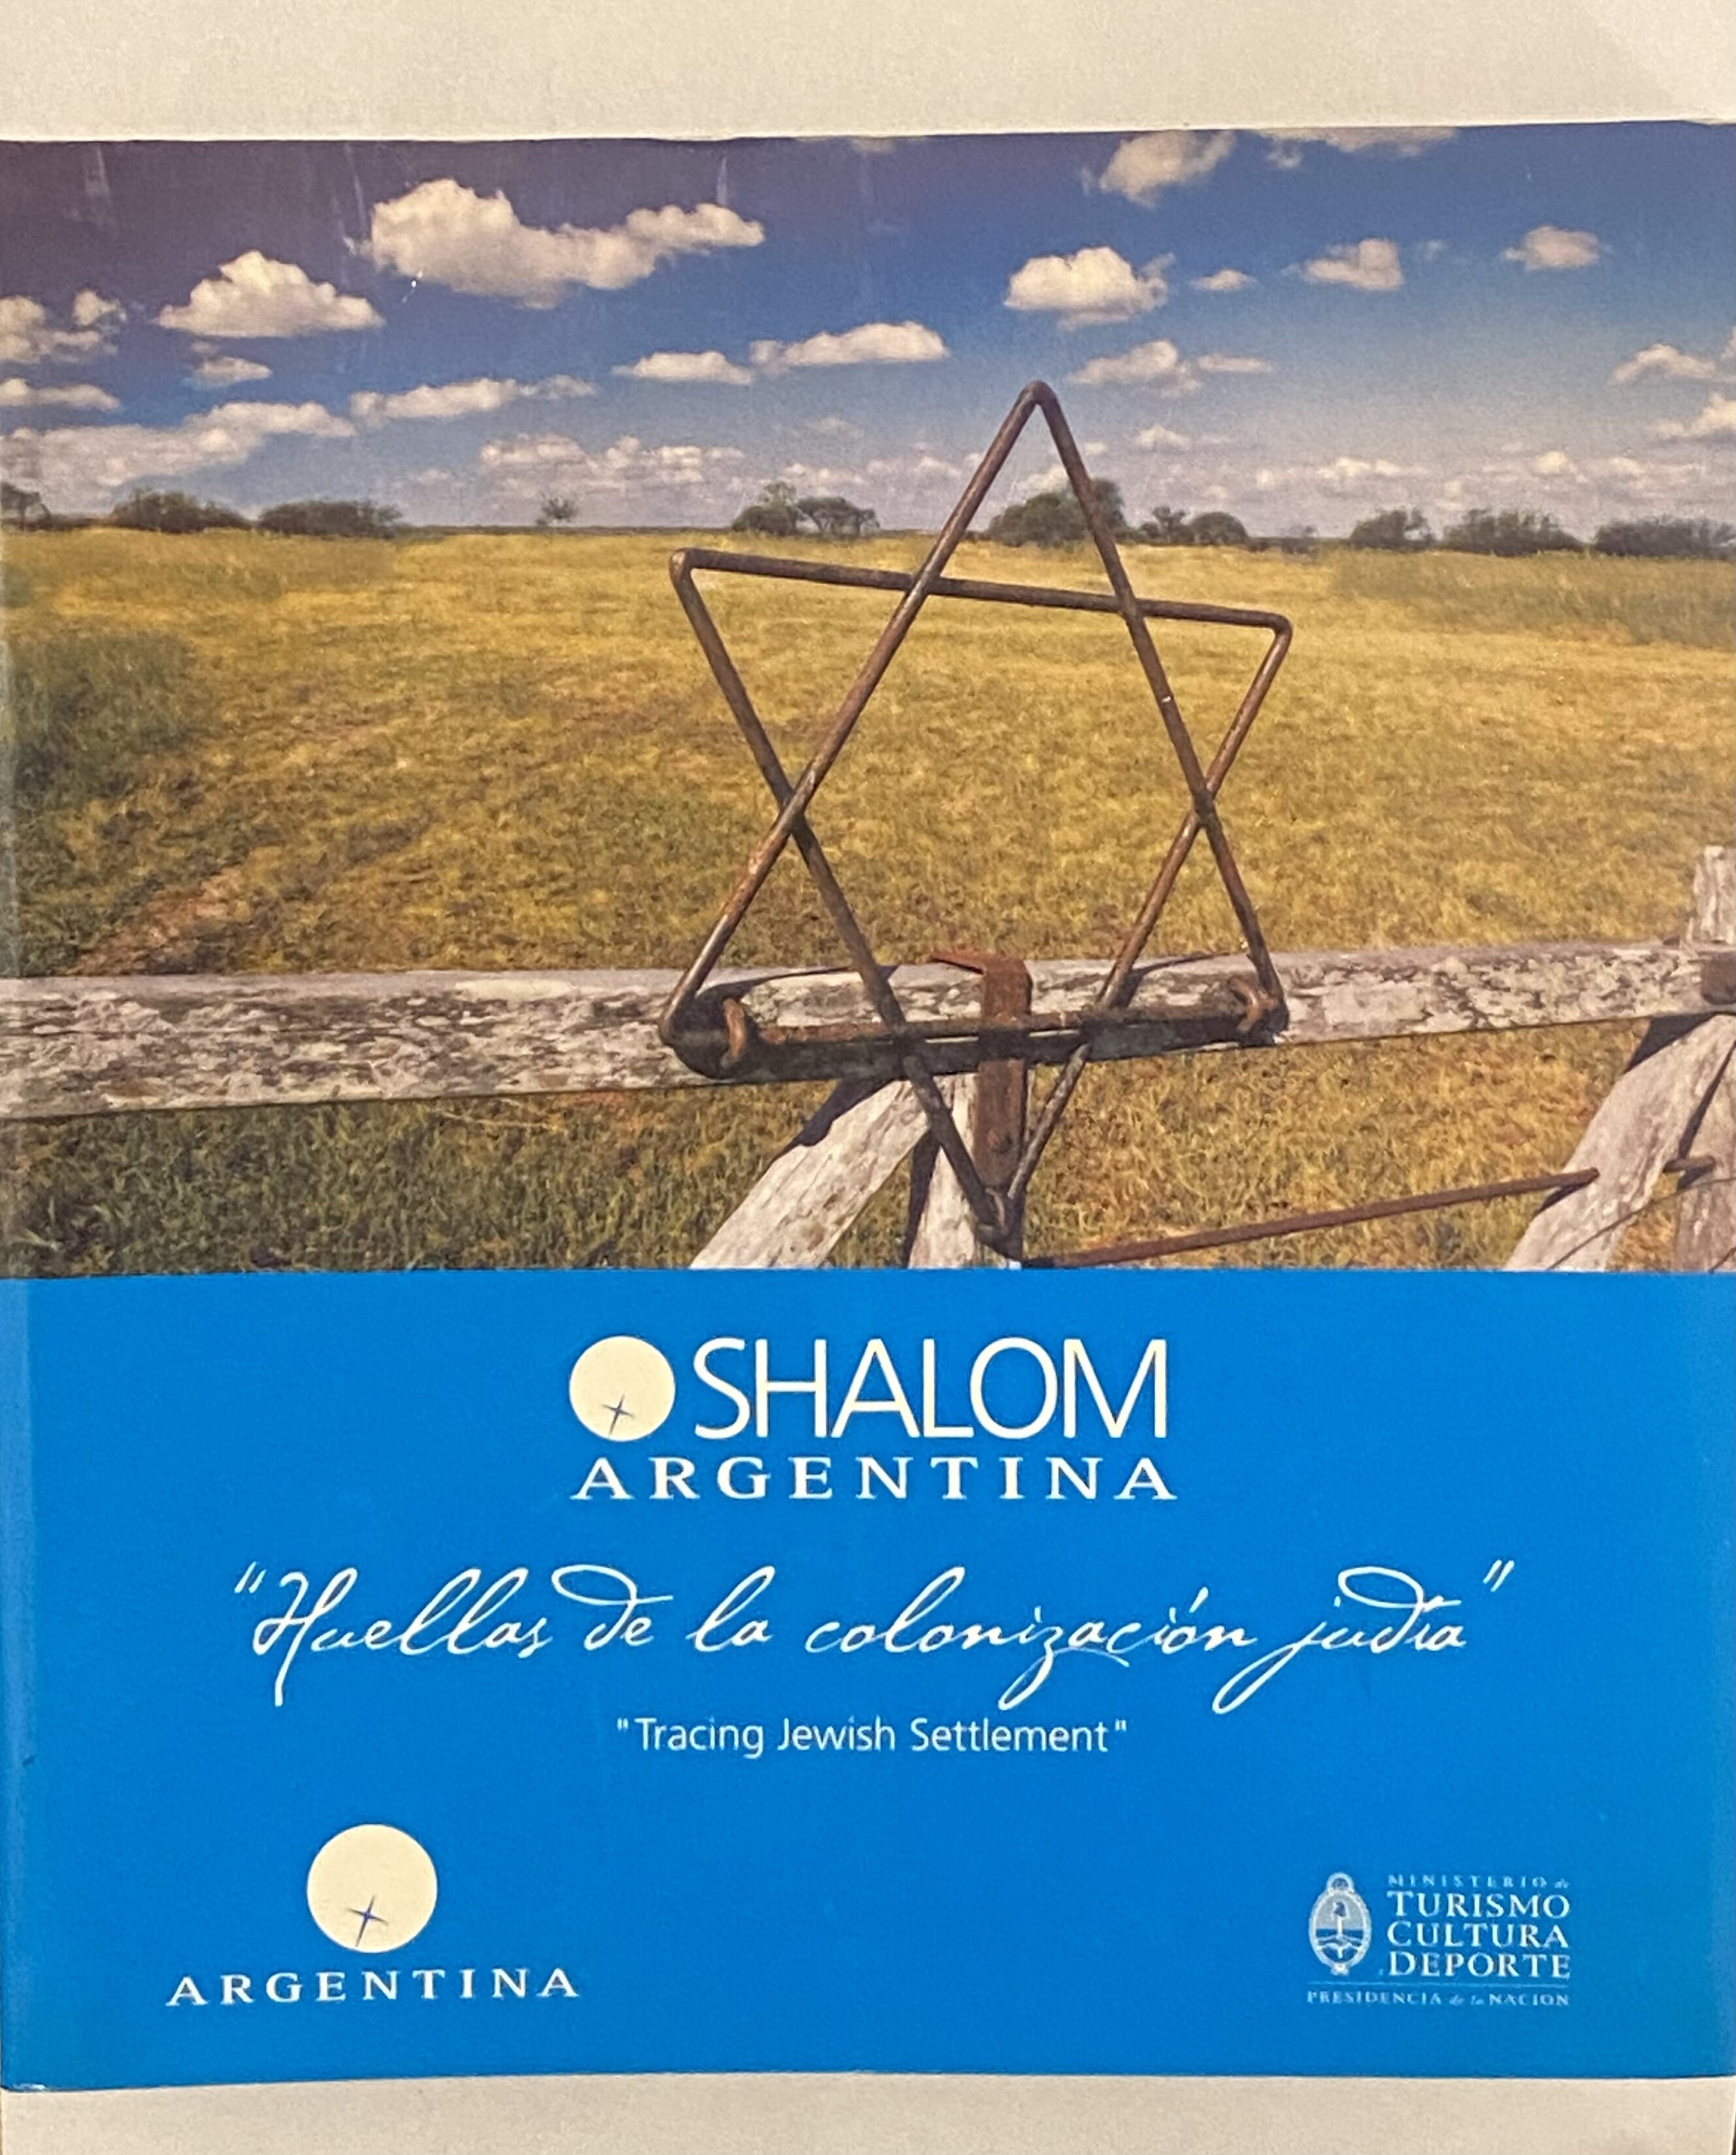 SHALOM
ARGENTINA
"Huellas de la colonización judía"
"Tracing Jewish Settlement"
ARGENTINA
MINISTERIO de
TURISMO
CULTURA
DEPORTE
PRESIDENCIA de la NACION